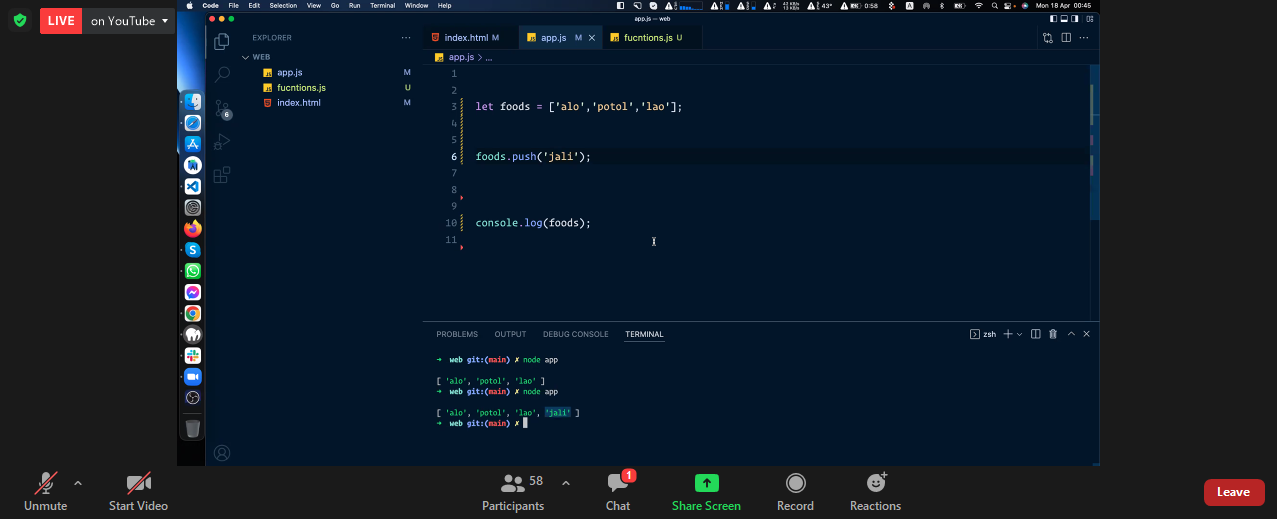 LIVE on YouTube
Code File Edit Selection View Go Run Terminal Window Help
43° 0:58 Mon 18 Apr 00:45
app.js — web
EXPLORER
WEB
app.js M
fucntions.js U
index.html M
6
index.html M app.js M fucntions.js U
app.js > ...
1
2
3 let foods = ['alo','potol','lao'];
4
5
6 foods.push('jali');
7
8
9
10 console.log(foods);
11
PROBLEMS OUTPUT DEBUG CONSOLE TERMINAL
zsh
➜ web git:(main) ✗ node app
[ 'alo', 'potol', 'lao' ]
➜ web git:(main) ✗ node app
[ 'alo', 'potol', 'lao', 'jali' ]
➜ web git:(main) ✗
Unmute
Start Video
58
Participants
1
Chat
Share Screen
Record
Reactions
Leave